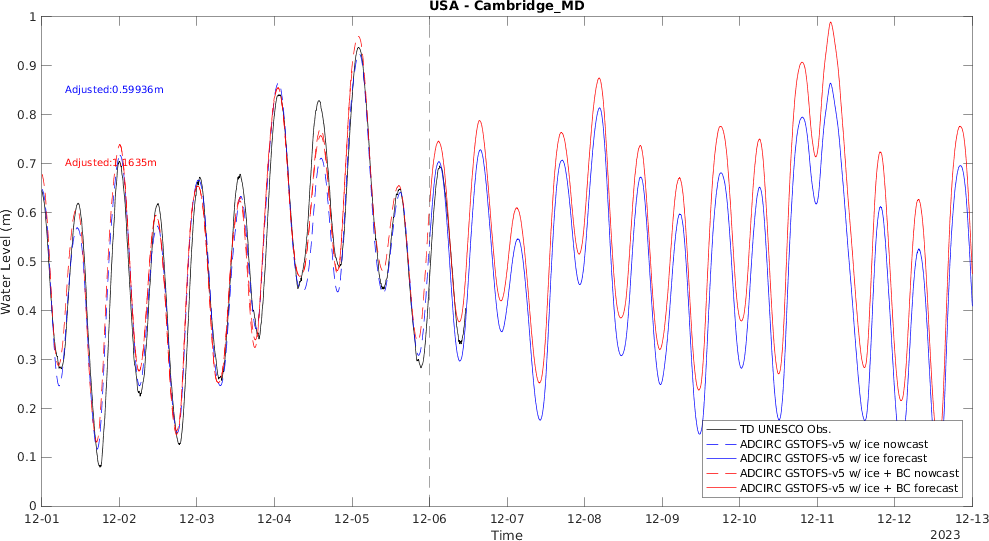 USA - Cambridge_MD
1
0.9
0.8
0.7
0.6
0.5
0.4
0.3
0.2
0.1
0
Water Level (m)
Adjusted:0.59936m
TD UNESCO Obs.
ADCIRC GSTOFS-v5 w/ ice nowcast
ADCIRC GSTOFS-v5 w/ ice forecast
ADCIRC GSTOFS-v5 w/ ice + BC nowcast
ADCIRC GSTOFS-v5 w/ ice + BC forecast
12-01 12-02 12-03 12-04 12-05 12-06 12-07 12-08 12-09 12-10 12-11 12-12 12-13
Time
2023